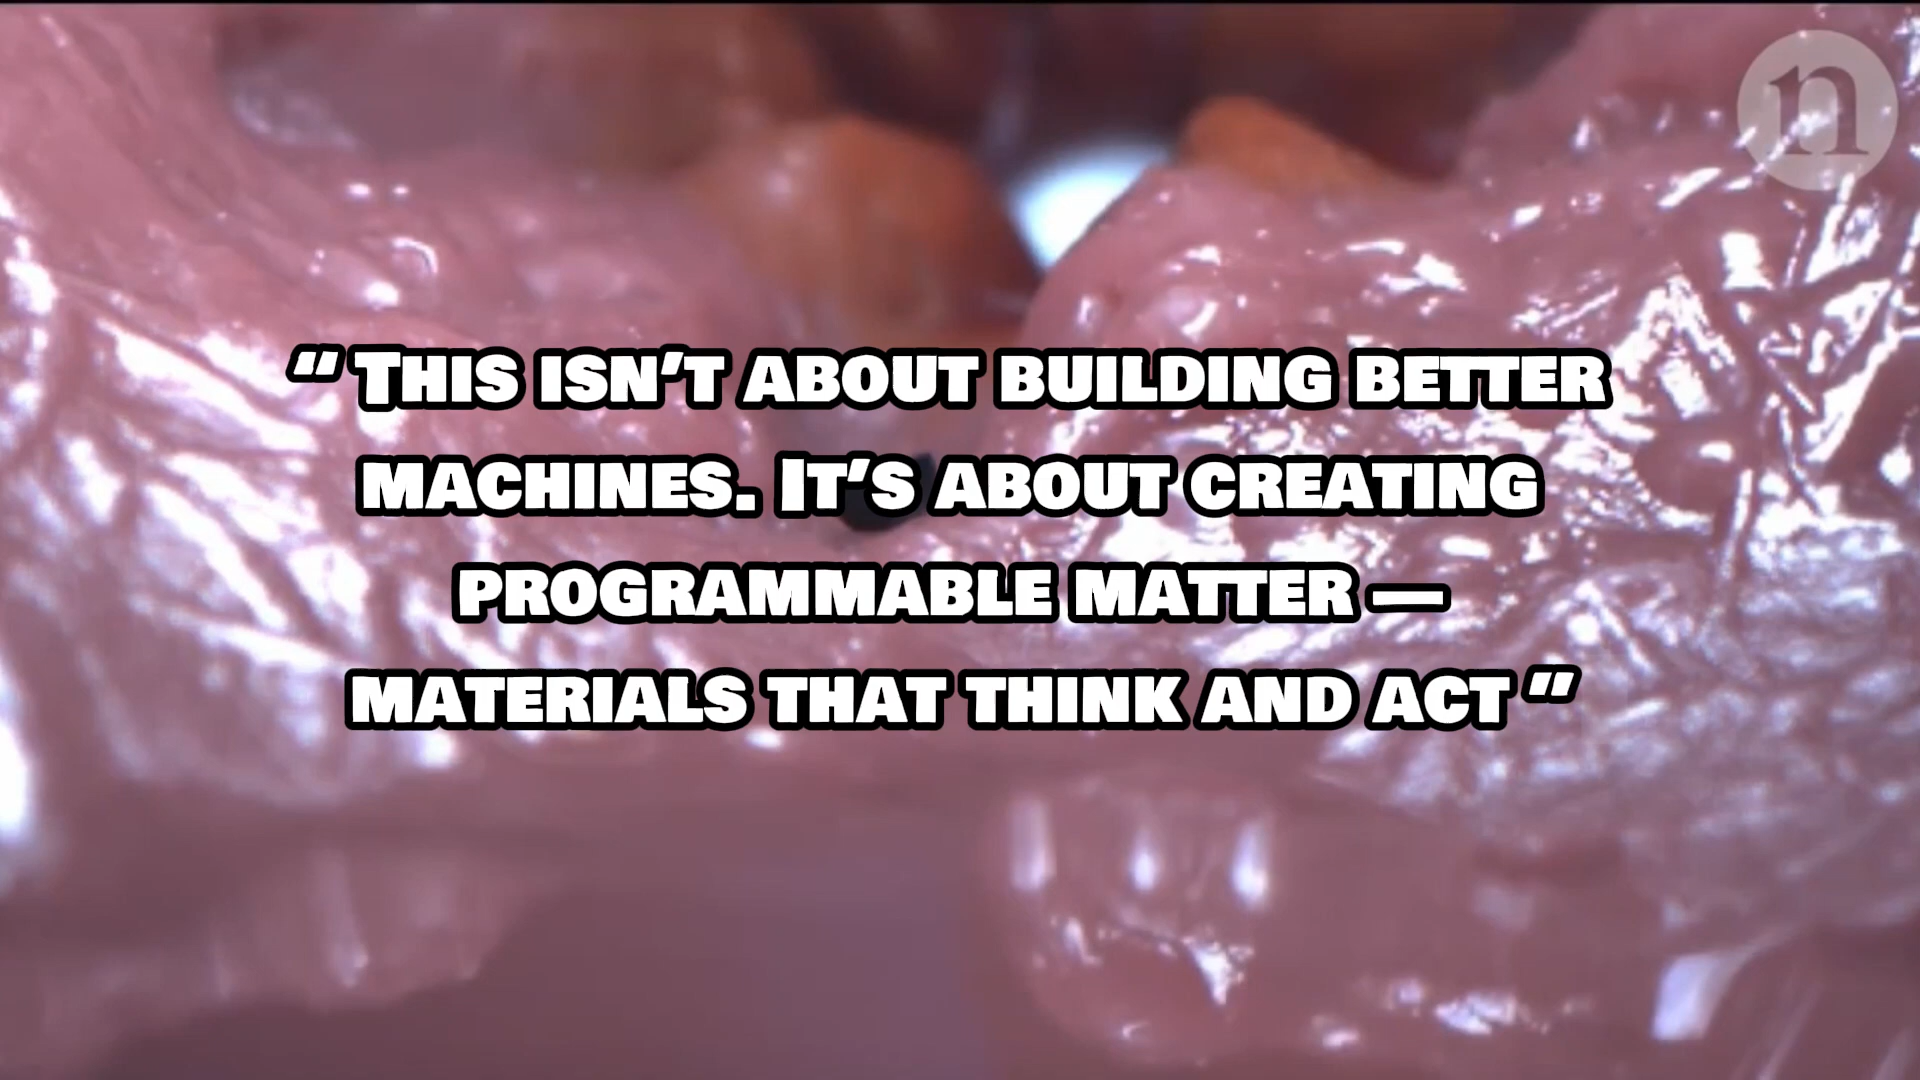 n
“ This isn’t about building better
machines. It’s about creating
programmable matter —
materials that think and act ”